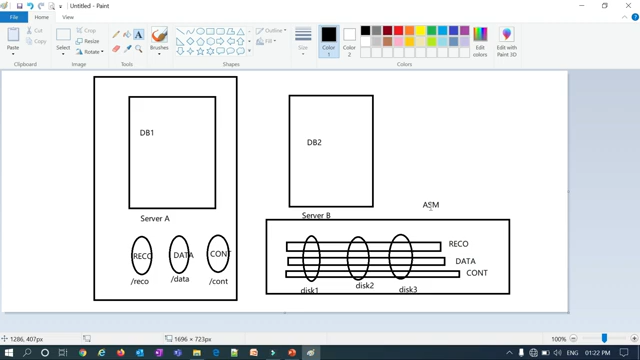 Untitled - Paint
File
Home
View
Paste
Cut
Copy
Clipboard
Select
Crop
Resize
Rotate
Image
A
Tools
Brushes
Shapes
Outline
Fill
Size
Color 1
Color 2
Colors
Edit colors
Edit with Paint 3D
DB1
DB2
Server A
Server B
ASM
RECO
DATA
CONT
/reco
/data
/cont
RECO
DATA
CONT
disk1
disk2
disk3
1286, 407px
1696 × 723px
100%
ENG
01:22 PM